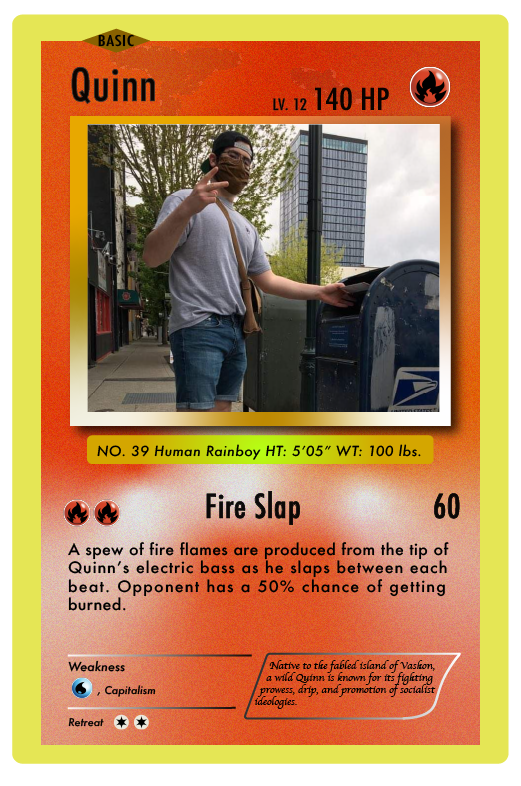 BASIC
Quinn
LV. 12 140 HP
UNITED STATES
NO. 39 Human Rainboy HT: 5'05" WT: 100 lbs.
Fire Slap 60
A spew of fire flames are produced from the tip of
Quinn's electric bass as he slaps between each
beat. Opponent has a 50% chance of getting
burned.
Weakness
, Capitalism
Retreat
Native to the fabled island of Vashon,
a wild Quinn is known for its fighting
prowess, drip, and promotion of socialist
ideologies.